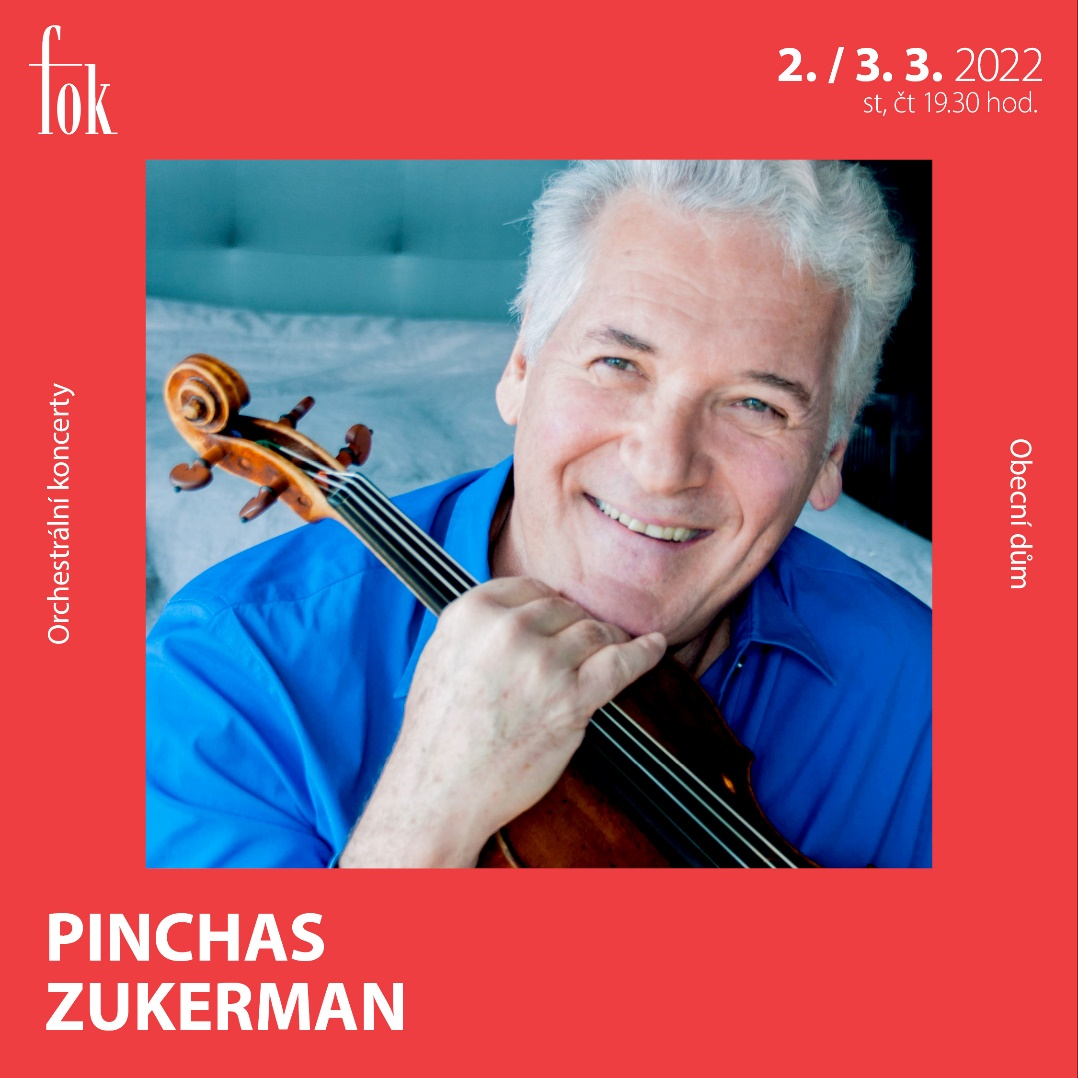 fok
2. / 3. 3. 2022
st, čt 19.30 hod.
Orchestrální koncerty
Obecní dům
PINCHAS
ZUKERMAN